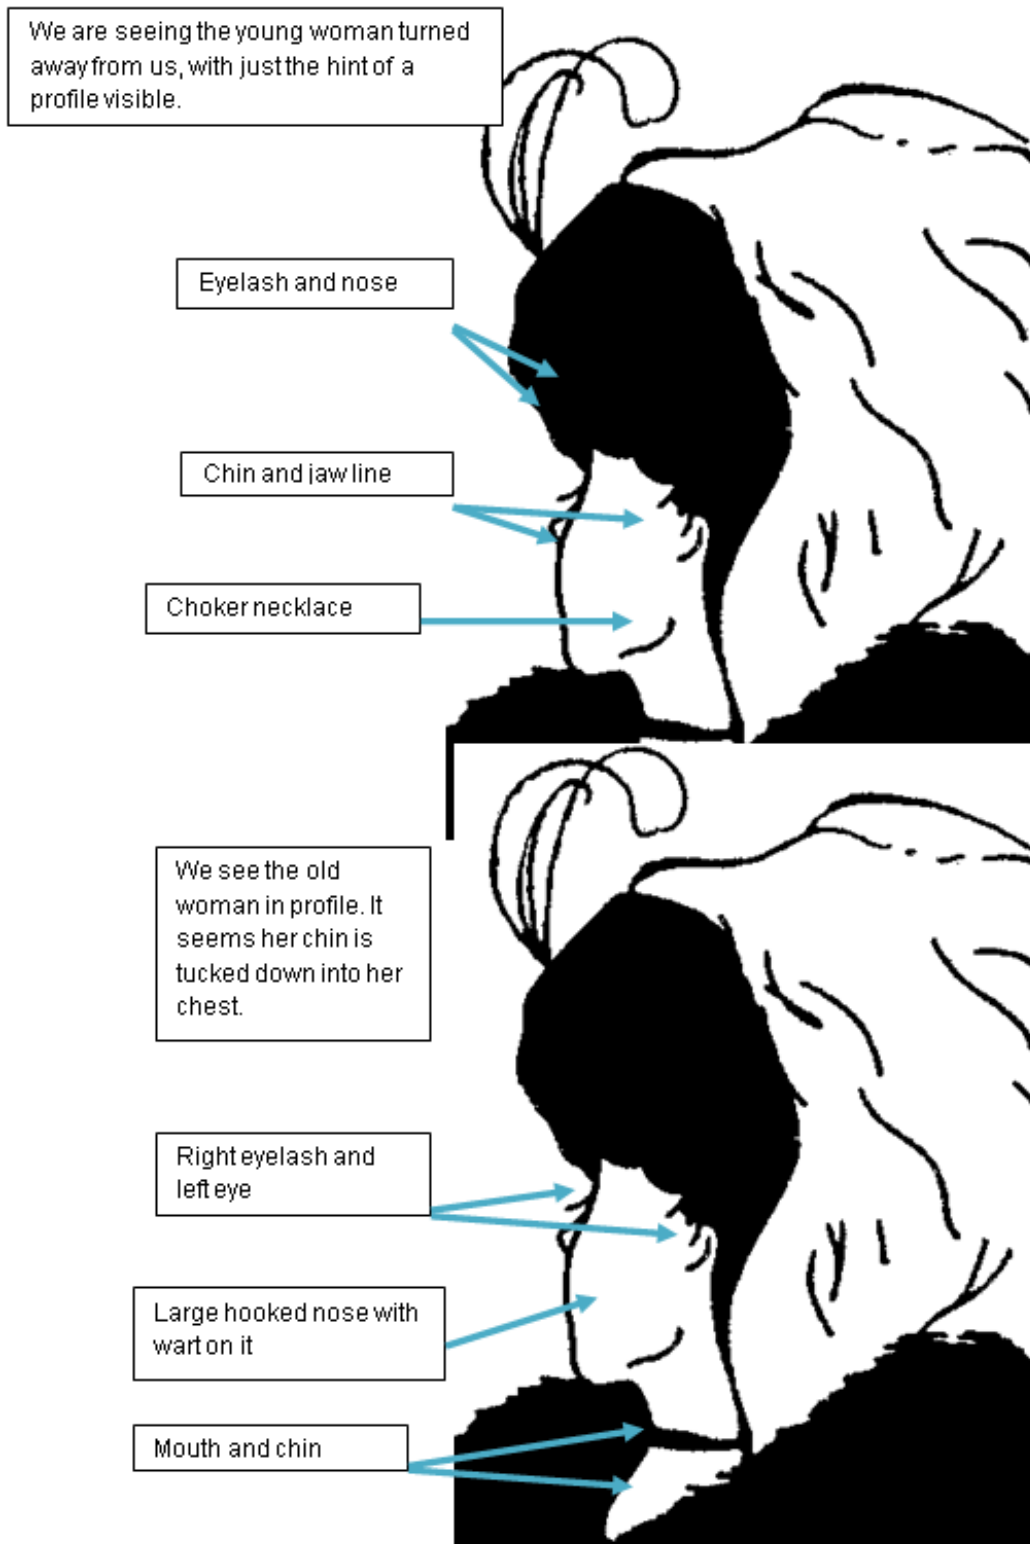 We are seeing the young woman turned
away from us, with just the hint of a
profile visible.
Eyelash and nose
Chin and jaw line
Choker necklace
We see the old
woman in profile. It
seems her chin is
tucked down into her
chest.
Right eyelash and
left eye
Large hooked nose with
wart on it
Mouth and chin